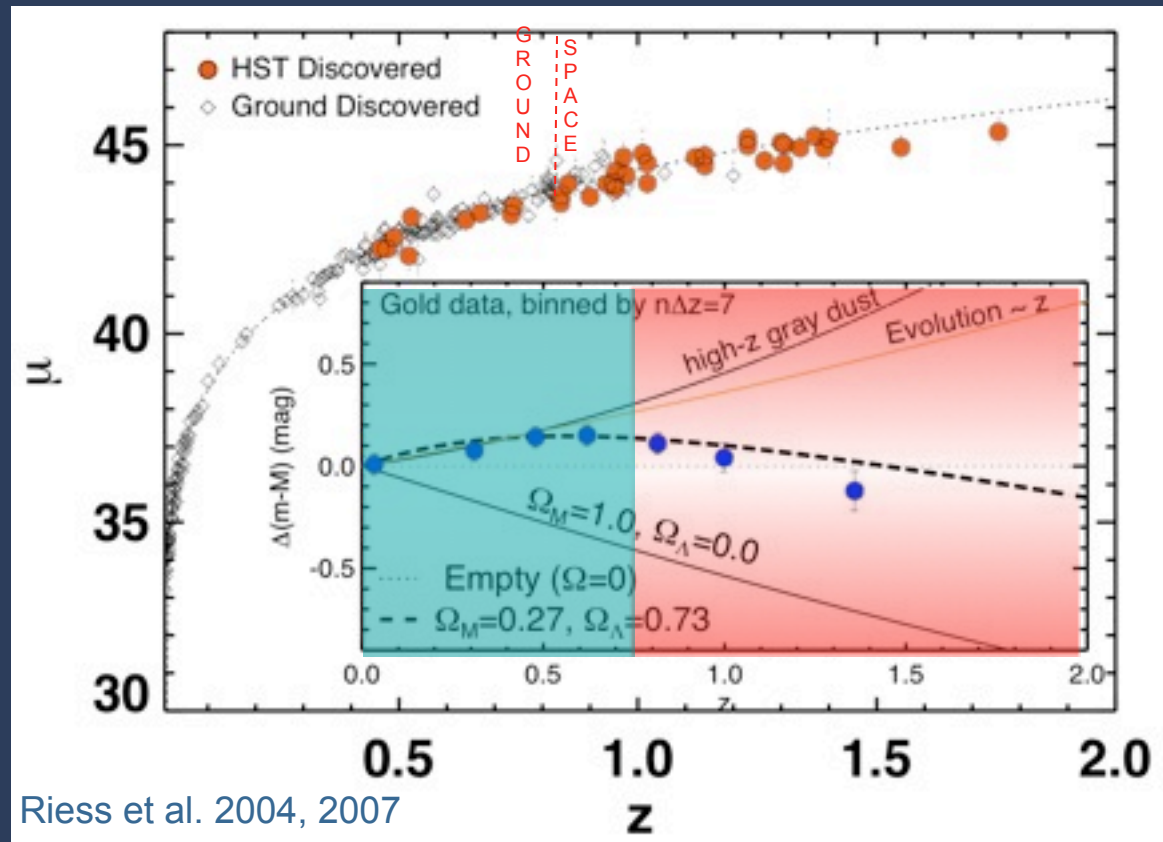 GROUND
SPACE
HST Discovered
Ground Discovered
45
40
35
30
μ
Gold data, binned by nΔz=7
high-z gray dust
Evolution ~ z
0.5
0.0
-0.5
Δ(m-M) (mag)
Ω_M=1.0, Ω_Λ=0.0
Empty (Ω=0)
Ω_M=0.27, Ω_Λ=0.73
0.0 0.5 1.0 1.5 2.0
z
0.5 1.0 1.5 2.0
z
Riess et al. 2004, 2007